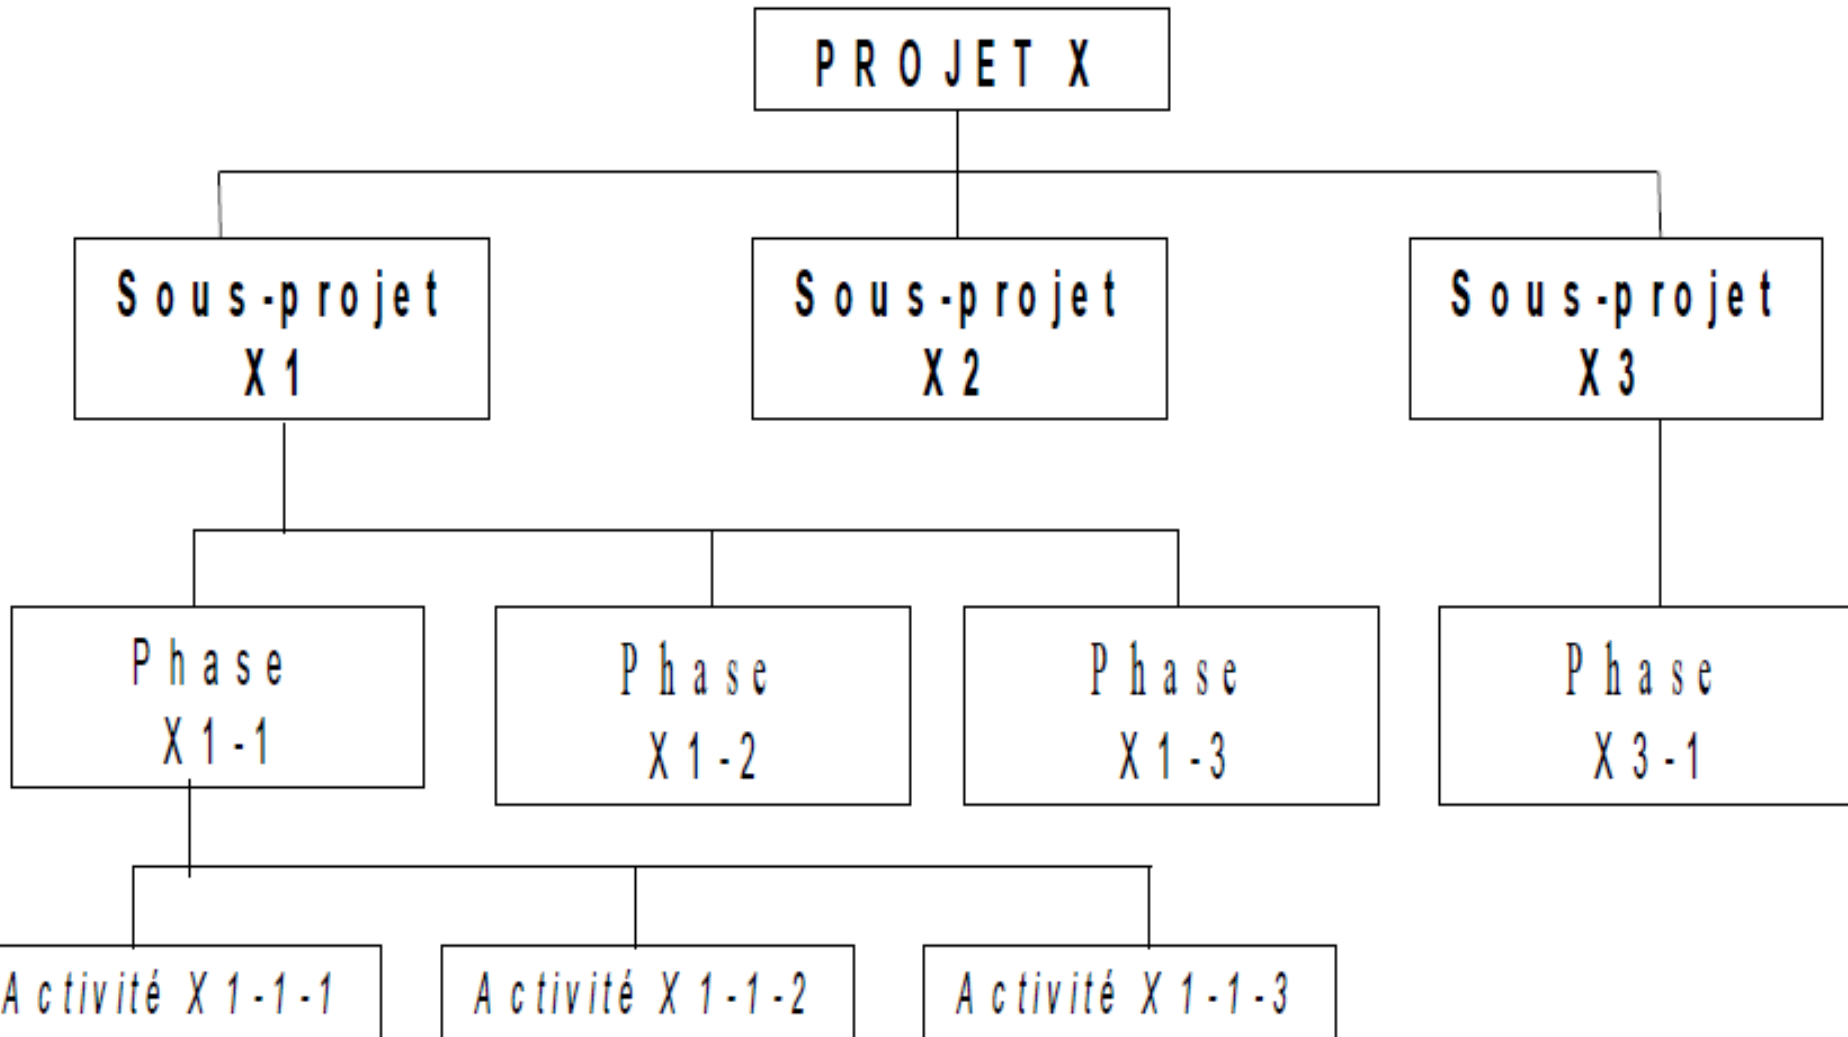 PROJET X
Sous-projet
X1
Sous-projet
X2
Sous-projet
X3
Phase
X1-1
Phase
X1-2
Phase
X1-3
Phase
X3-1
Activité X1-1-1
Activité X1-1-2
Activité X1-1-3